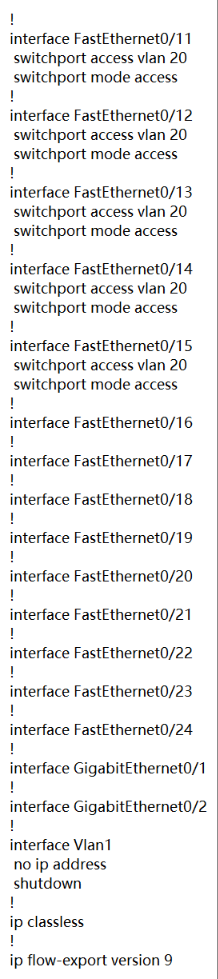 !
interface FastEthernet0/11
 switchport access vlan 20
 switchport mode access
!
interface FastEthernet0/12
 switchport access vlan 20
 switchport mode access
!
interface FastEthernet0/13
 switchport access vlan 20
 switchport mode access
!
interface FastEthernet0/14
 switchport access vlan 20
 switchport mode access
!
interface FastEthernet0/15
 switchport access vlan 20
 switchport mode access
!
interface FastEthernet0/16
!
interface FastEthernet0/17
!
interface FastEthernet0/18
!
interface FastEthernet0/19
!
interface FastEthernet0/20
!
interface FastEthernet0/21
!
interface FastEthernet0/22
!
interface FastEthernet0/23
!
interface FastEthernet0/24
!
interface GigabitEthernet0/1
!
interface GigabitEthernet0/2
!
interface Vlan1
 no ip address
 shutdown
!
ip classless
!
ip flow-export version 9